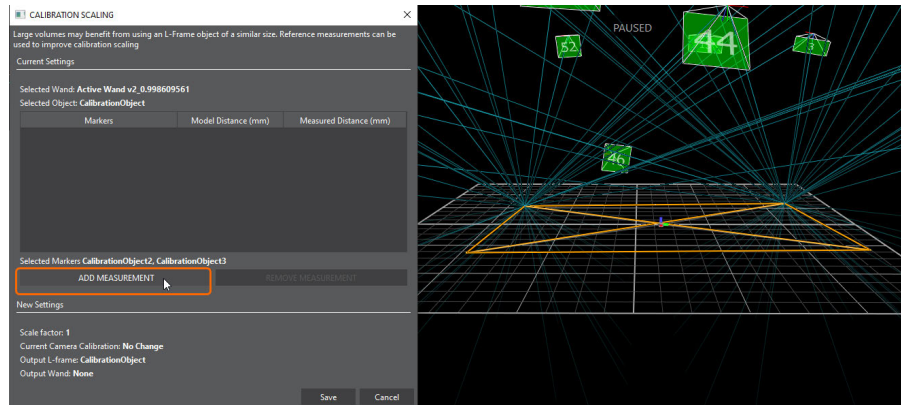 CALIBRATION SCALING
Large volumes may benefit from using an L-Frame object of a similar size. Reference measurements can be
used to improve calibration scaling
Current Settings
Selected Wand: Active Wand v2_0.998609561
Selected Object: CalibrationObject
Markers Model Distance (mm) Measured Distance (mm)
Selected Markers CalibrationObject2, CalibrationObject3
ADD MEASUREMENT REMOVE MEASUREMENT
New Settings
Scale factor: 1
Current Camera Calibration: No Change
Output L-frame: CalibrationObject
Output Wand: None
Save Cancel
PAUSED
52
44
3
46